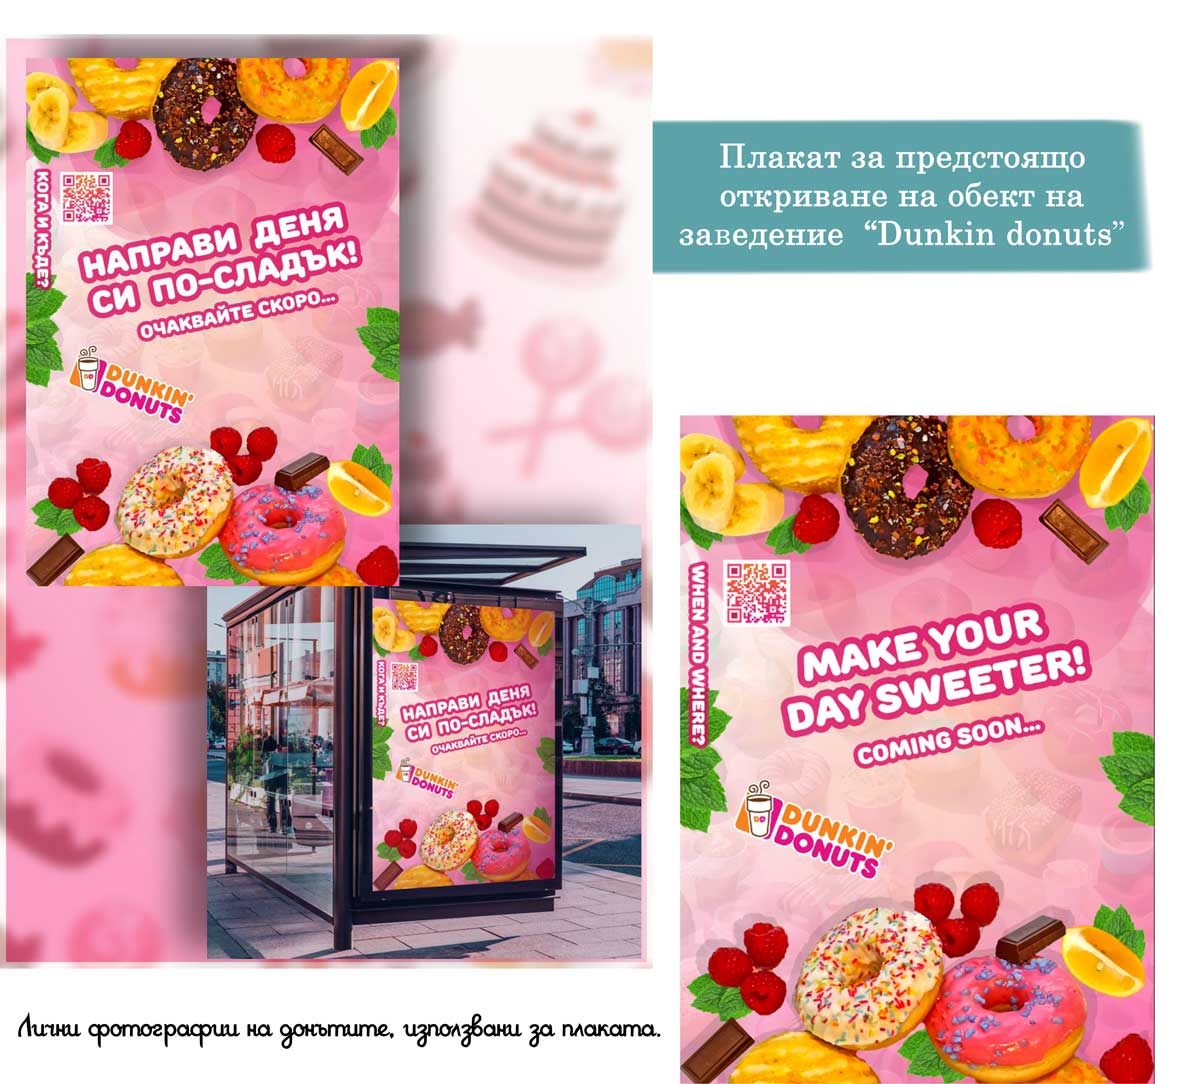 Плакат за предстоящо
откриване на обект на
заведение “Dunkin donuts”
КОГА И КЪДЕ?
НАПРАВИ ДЕНЯ
СИ ПО-СЛАДЪК!
ОЧАКВАЙТЕ СКОРО...
DUNKIN'
DONUTS
КОГА И КЪДЕ?
НАПРАВИ ДЕНЯ
СИ ПО-СЛАДЪК!
ОЧАКВАЙТЕ СКОРО...
DUNKIN'
DONUTS
WHEN AND WHERE?
MAKE YOUR
DAY SWEETER!
COMING SOON...
DD
DUNKIN'
DONUTS
Лични фотографии на донътите, използвани за плаката.